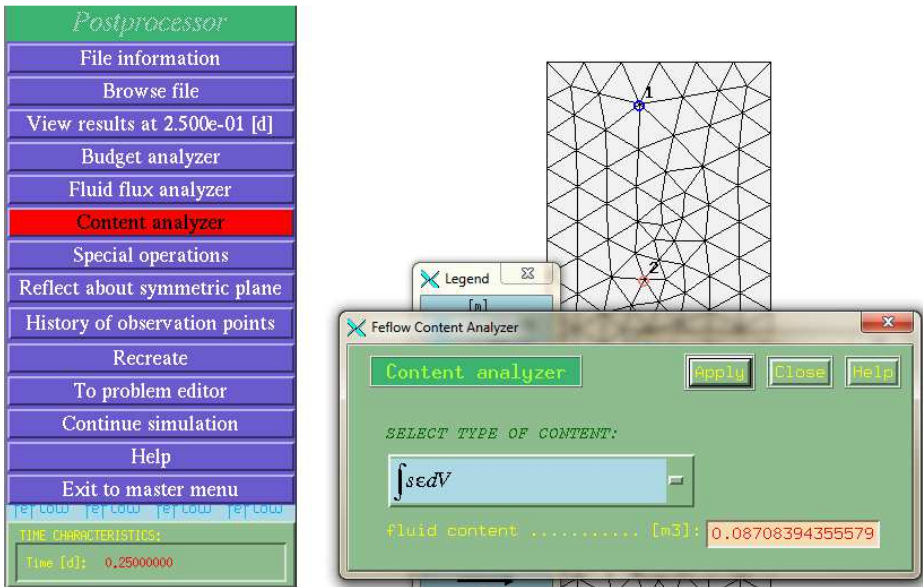 Postprocessor
File information
Browse file
View results at 2.500e-01 [d]
Budget analyzer
Fluid flux analyzer
Content analyzer
Special operations
Reflect about symmetric plane
History of observation points
Recreate
To problem editor
Continue simulation
Help
Exit to master menu
TIME CHARACTERISTICS:
Time [d]: 0.25000000
1
2
Legend
[m]
Feflow Content Analyzer
Content analyzer
Apply Close Help
SELECT TYPE OF CONTENT:
∫sεdV
fluid content ........... [m3]: 0.08708394355579